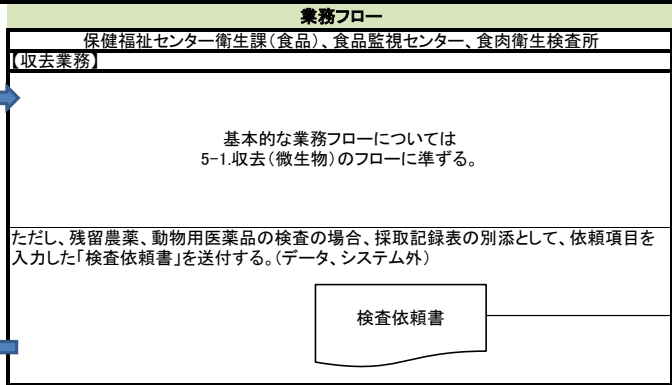 業務フロー
保健福祉センター衛生課(食品)、食品監視センター、食肉衛生検査所
【収去業務】
基本的な業務フローについては
5-1.収去(微生物)のフローに準ずる。
ただし、残留農薬、動物用医薬品の検査の場合、採取記録表の別添として、依頼項目を
入力した「検査依頼書」を送付する。(データ、システム外)
検査依頼書